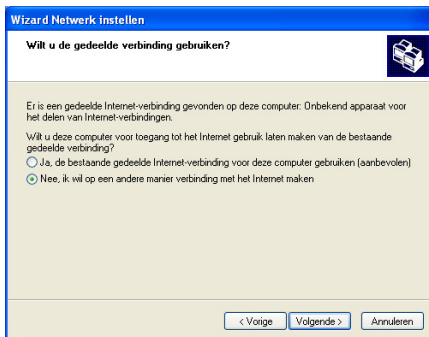 Wizard Netwerk instellen
Wilt u de gedeelde verbinding gebruiken?
Er is een gedeelde Internet-verbinding gevonden op deze computer: Onbekend apparaat voor
het delen van Internet-verbindingen.
Wilt u deze computer voor toegang tot het Internet gebruik laten maken van de bestaande
gedeelde verbinding?
Ja, de bestaande gedeelde Internet-verbinding voor deze computer gebruiken (aanbevolen)
Nee, ik wil op een andere manier verbinding met het Internet maken
< Vorige Volgende > Annuleren